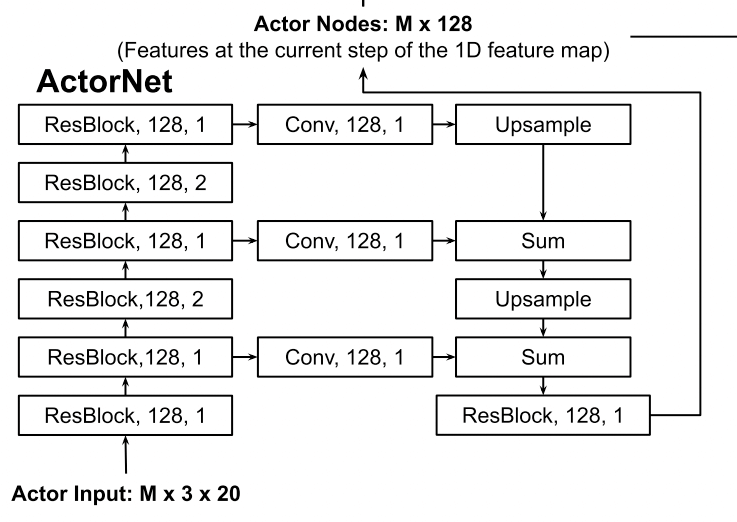 Actor Nodes: M x 128
(Features at the current step of the 1D feature map)
ActorNet
ResBlock, 128, 1
Conv, 128, 1
Upsample
ResBlock, 128, 2
ResBlock, 128, 1
Conv, 128, 1
Sum
ResBlock,128, 2
Upsample
ResBlock,128, 1
Conv, 128, 1
Sum
ResBlock, 128, 1
ResBlock, 128, 1
Actor Input: M x 3 x 20